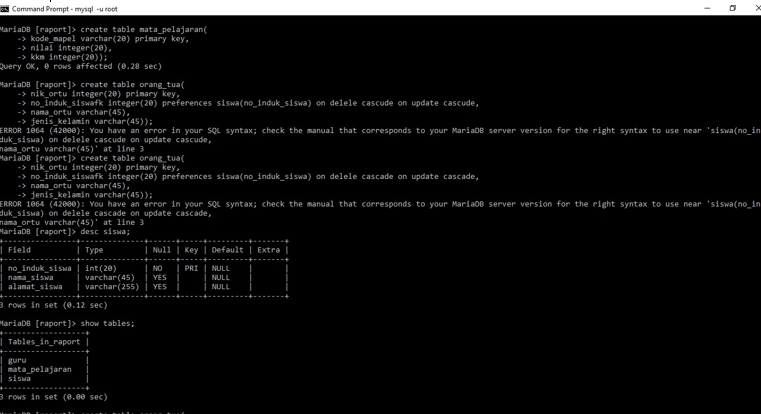 Command Prompt - mysql -u root
MariaDB [raport]> create table mata_pelajaran(
-> kode_mapel varchar(20) primary key,
-> nilai integer(20),
-> kkm integer(20));
Query OK, 0 rows affected (0.28 sec)
MariaDB [raport]> create table orang_tua(
-> nik_ortu integer(20) primary key,
-> no_induk_siswafk integer(20) preferences siswa(no_induk_siswa) on delele cascude on update cascude,
-> nama_ortu varchar(45),
-> jenis_kelamin varchar(45));
ERROR 1064 (42000): You have an error in your SQL syntax; check the manual that corresponds to your MariaDB server version for the right syntax to use near 'siswa(no_in
duk_siswa) on delele cascude on update cascude,
nama_ortu varchar(45)' at line 3
MariaDB [raport]> create table orang_tua(
-> nik_ortu integer(20) primary key,
-> no_induk_siswafk integer(20) preferences siswa(no_induk_siswa) on delele cascade on update cascude,
-> nama_ortu varchar(45),
-> jenis_kelamin varchar(45));
ERROR 1064 (42000): You have an error in your SQL syntax; check the manual that corresponds to your MariaDB server version for the right syntax to use near 'siswa(no_in
duk_siswa) on delele cascade on update cascude,
nama_ortu varchar(45)' at line 3
MariaDB [raport]> desc siswa;
+----------------+--------------+------+-----+---------+-------+
| Field | Type | Null | Key | Default | Extra |
+----------------+--------------+------+-----+---------+-------+
| no_induk_siswa | int(20) | NO | PRI | NULL | |
| nama_siswa | varchar(45) | YES | | NULL | |
| alamat_siswa | varchar(255) | YES | | NULL | |
+----------------+--------------+------+-----+---------+-------+
3 rows in set (0.12 sec)
MariaDB [raport]> show tables;
+------------------+
| Tables_in_raport |
+------------------+
| guru |
| mata_pelajaran |
| siswa |
+------------------+
3 rows in set (0.00 sec)